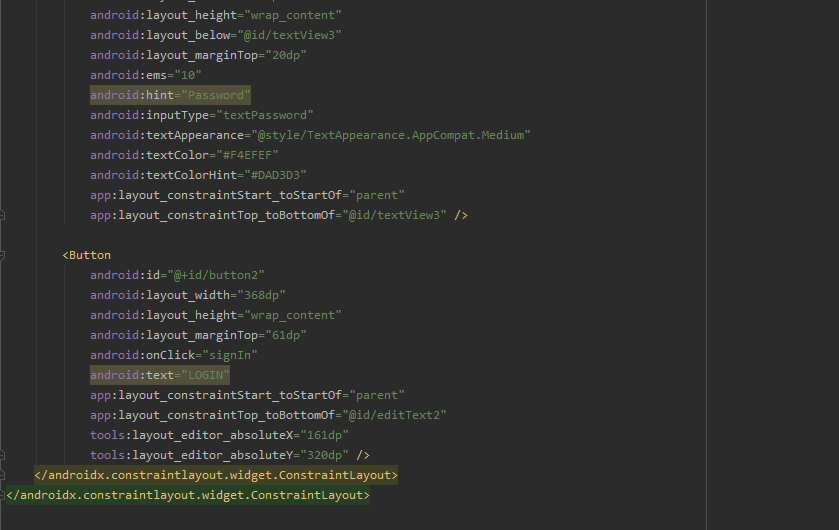 android:layout_height="wrap_content"
android:layout_below="@id/textView3"
android:layout_marginTop="20dp"
android:ems="10"
android:hint="Password"
android:inputType="textPassword"
android:textAppearance="@style/TextAppearance.AppCompat.Medium"
android:textColor="#F4EFEF"
android:textColorHint="#DAD3D3"
app:layout_constraintStart_toStartOf="parent"
app:layout_constraintTop_toBottomOf="@id/textView3" />
<Button
android:id="@+id/button2"
android:layout_width="368dp"
android:layout_height="wrap_content"
android:layout_marginTop="61dp"
android:onClick="signIn"
android:text="LOGIN"
app:layout_constraintStart_toStartOf="parent"
app:layout_constraintTop_toBottomOf="@id/editText2"
tools:layout_editor_absoluteX="161dp"
tools:layout_editor_absoluteY="320dp" />
</androidx.constraintlayout.widget.ConstraintLayout>
</androidx.constraintlayout.widget.ConstraintLayout>